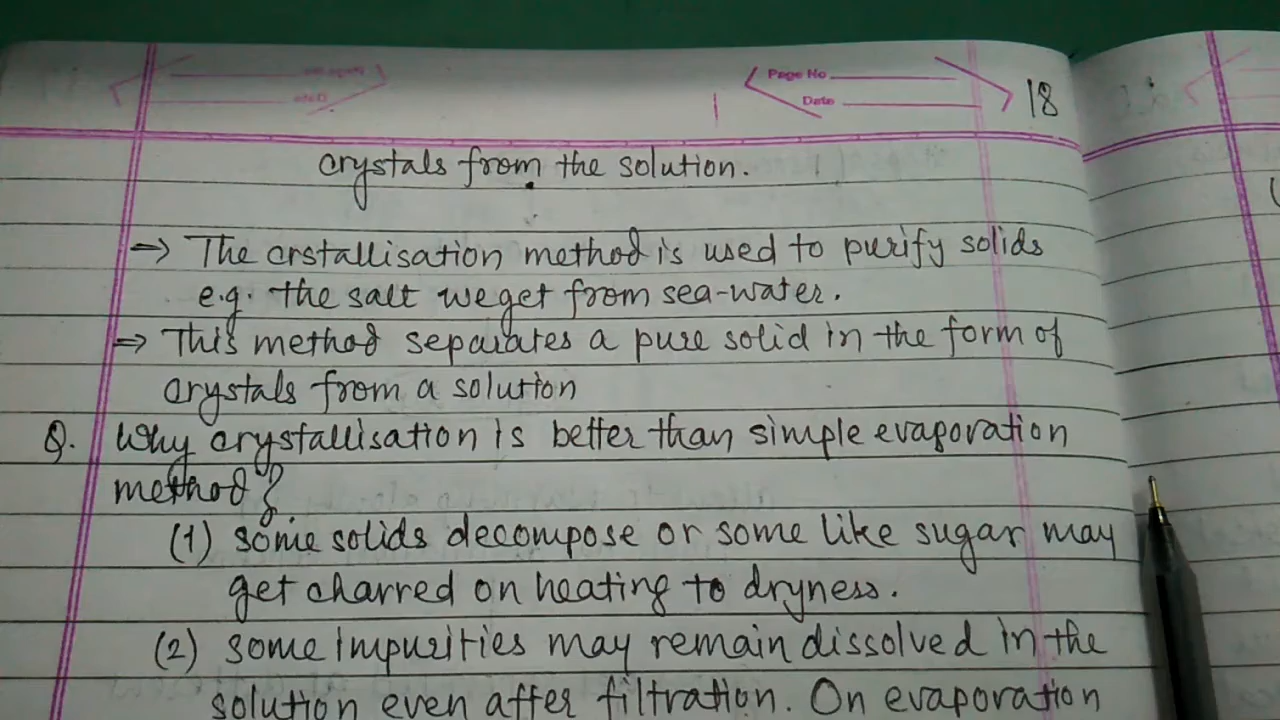 Page No
Date
18
crystals from the solution.
→ The crstallisation method is used to purify solids
e.g. the salt we get from sea-water.
→ This method separates a pure solid in the form of
crystals from a solution
Q. Why crystallisation is better than simple evaporation
method?
(1) some solids decompose or some like sugar may
get charred on heating to dryness.
(2) some impurities may remain dissolved in the
solution even after filtration. On evaporation